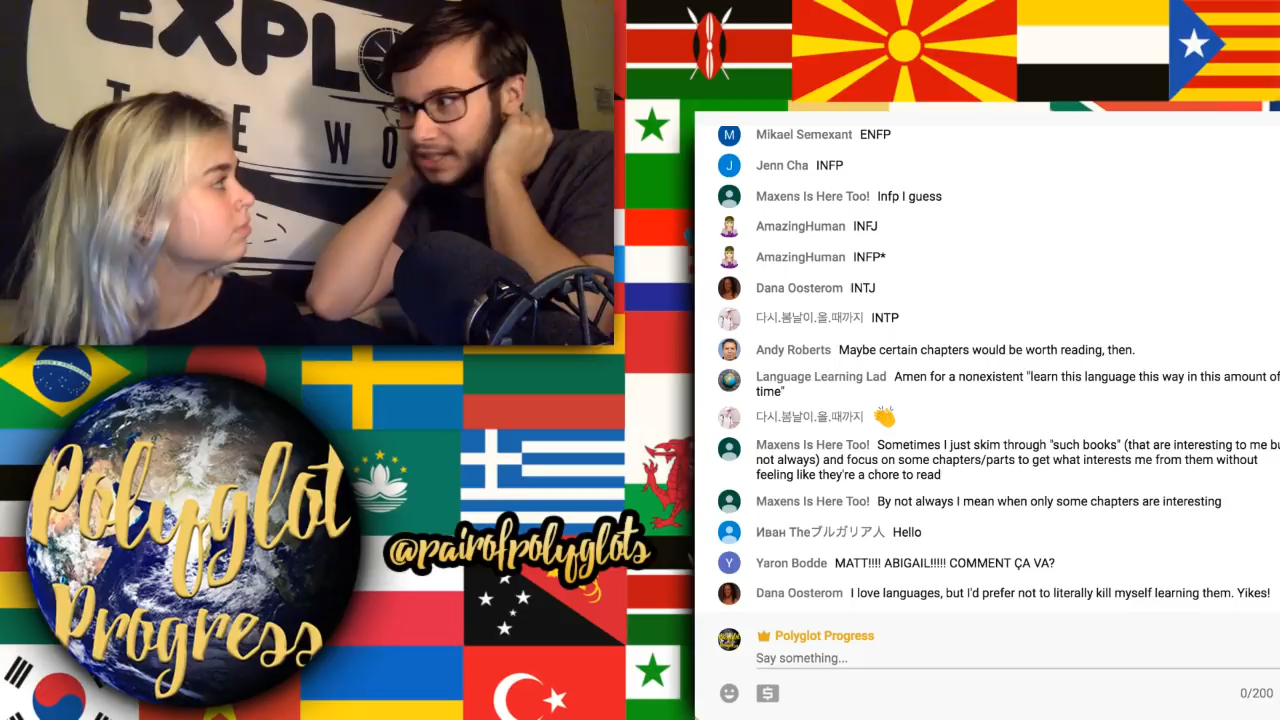 EXPLO
THE WO
Mikael Semexant ENFP
Jenn Cha INFP
Maxens Is Here Too! Infp I guess
AmazingHuman INFJ
AmazingHuman INFP*
Dana Oosterom INTJ
다시.봄날이.올.때까지 INTP
Andy Roberts Maybe certain chapters would be worth reading, then.
Language Learning Lad Amen for a nonexistent "learn this language this way in this amount of
time"
다시.봄날이.올.때까지 👏
Maxens Is Here Too! Sometimes I just skim through "such books" (that are interesting to me bu
not always) and focus on some chapters/parts to get what interests me from them without
feeling like they're a chore to read
Maxens Is Here Too! By not always I mean when only some chapters are interesting
Иван Theブルガリア人 Hello
Y Yaron Bodde MATT!!!! ABIGAIL!!!!! COMMENT ÇA VA?
Dana Oosterom I love languages, but I'd prefer not to literally kill myself learning them. Yikes!
Polyglot Progress
Say something...
0/200
Polyglot
Progress
@pairofpolyglots